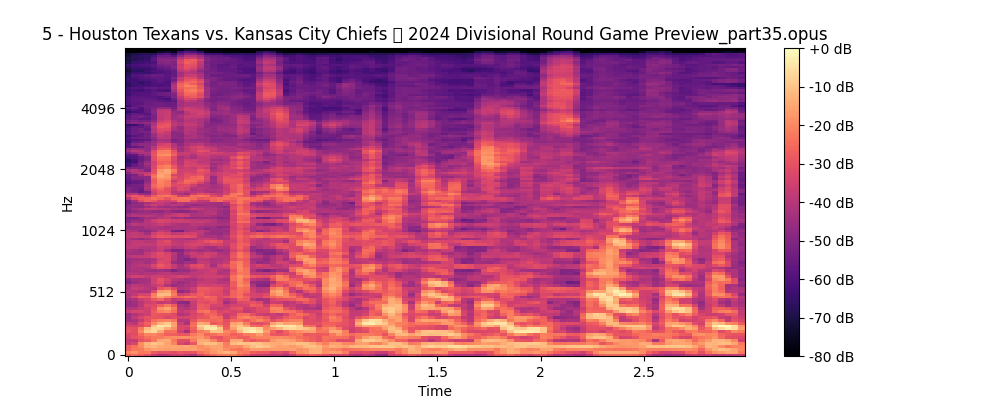 5 - Houston Texans vs. Kansas City Chiefs ▯ 2024 Divisional Round Game Preview_part35.opus
+0 dB
-10 dB
-20 dB
-30 dB
-40 dB
-50 dB
-60 dB
-70 dB
-80 dB
4096
2048
1024
512
0
Hz
0 0.5 1 1.5 2 2.5
Time